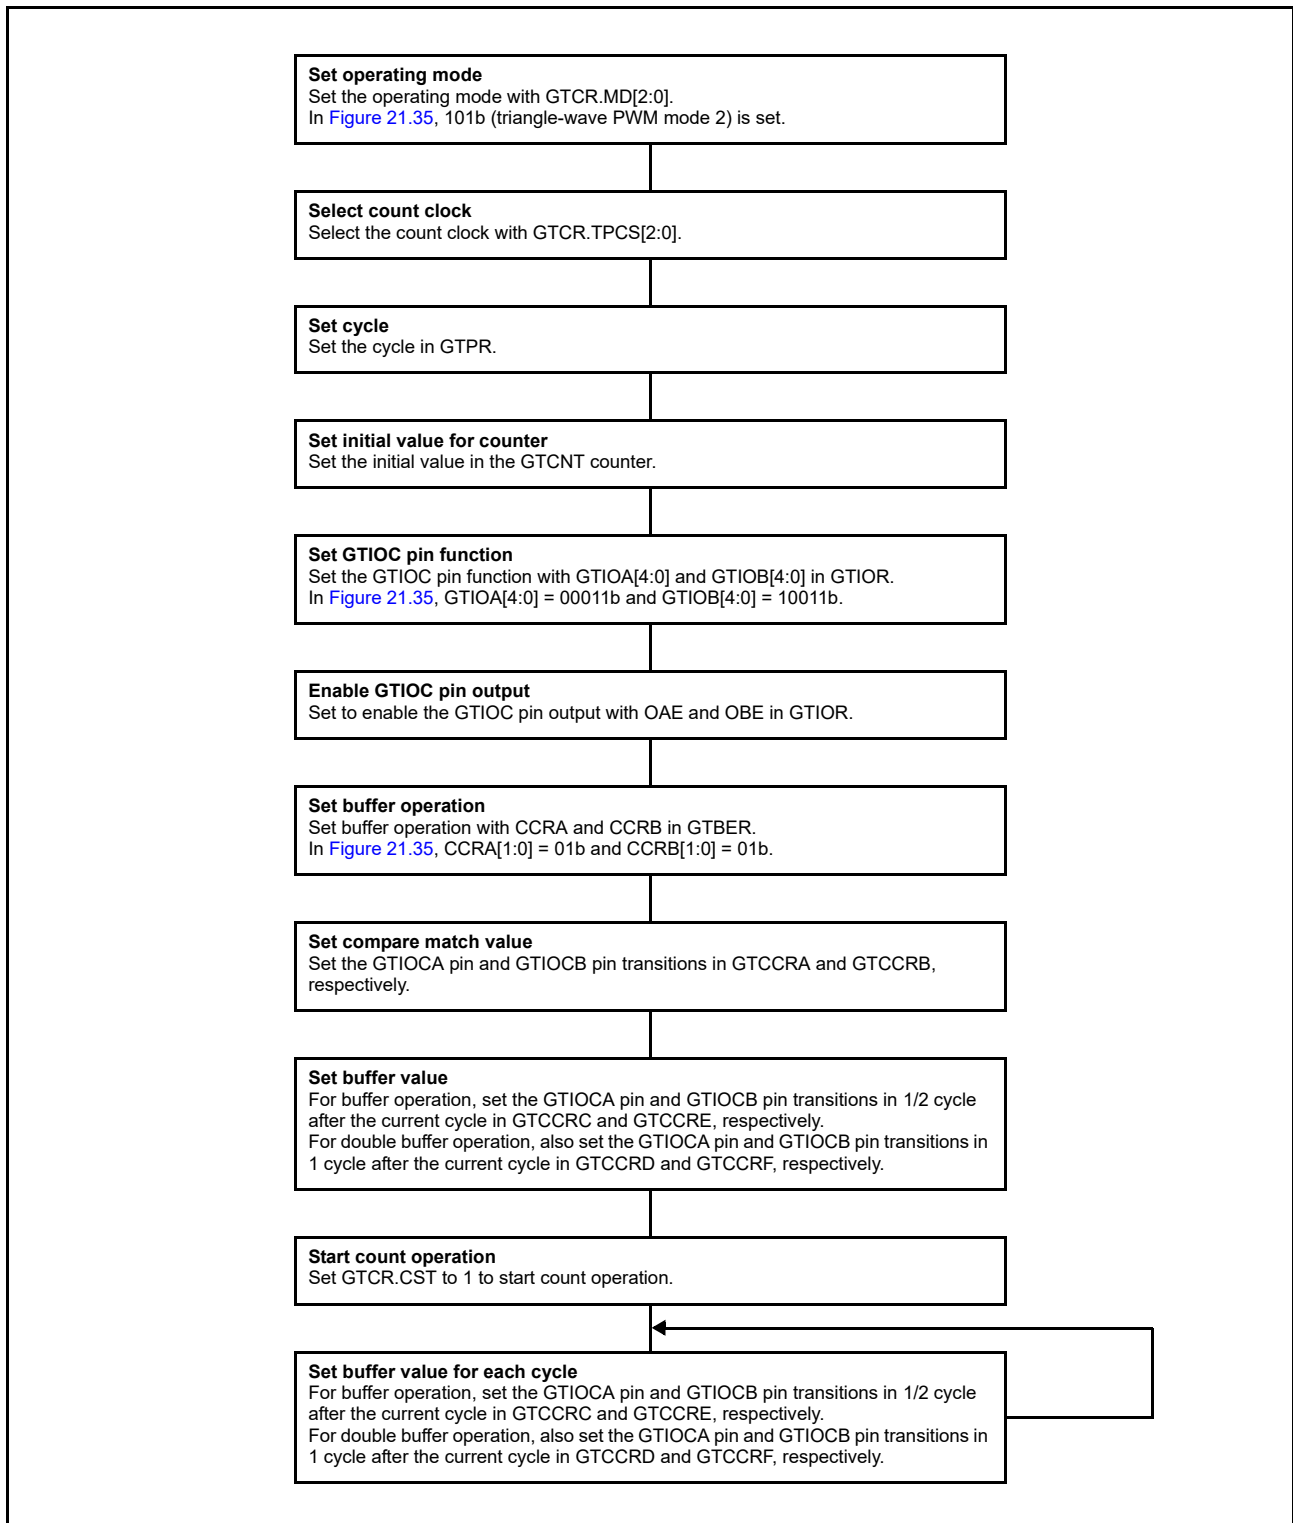 Set operating mode
Set the operating mode with GTCR.MD[2:0].
In Figure 21.35, 101b (triangle-wave PWM mode 2) is set.
Select count clock
Select the count clock with GTCR.TPCS[2:0].
Set cycle
Set the cycle in GTPR.
Set initial value for counter
Set the initial value in the GTCNT counter.
Set GTIOC pin function
Set the GTIOC pin function with GTIOA[4:0] and GTIOB[4:0] in GTIOR.
In Figure 21.35, GTIOA[4:0] = 00011b and GTIOB[4:0] = 10011b.
Enable GTIOC pin output
Set to enable the GTIOC pin output with OAE and OBE in GTIOR.
Set buffer operation
Set buffer operation with CCRA and CCRB in GTBER.
In Figure 21.35, CCRA[1:0] = 01b and CCRB[1:0] = 01b.
Set compare match value
Set the GTIOCA pin and GTIOCB pin transitions in GTCCRA and GTCCRB,
respectively.
Set buffer value
For buffer operation, set the GTIOCA pin and GTIOCB pin transitions in 1/2 cycle
after the current cycle in GTCCRC and GTCCRE, respectively.
For double buffer operation, also set the GTIOCA pin and GTIOCB pin transitions in
1 cycle after the current cycle in GTCCRD and GTCCRF, respectively.
Start count operation
Set GTCR.CST to 1 to start count operation.
Set buffer value for each cycle
For buffer operation, set the GTIOCA pin and GTIOCB pin transitions in 1/2 cycle
after the current cycle in GTCCRC and GTCCRE, respectively.
For double buffer operation, also set the GTIOCA pin and GTIOCB pin transitions in
1 cycle after the current cycle in GTCCRD and GTCCRF, respectively.